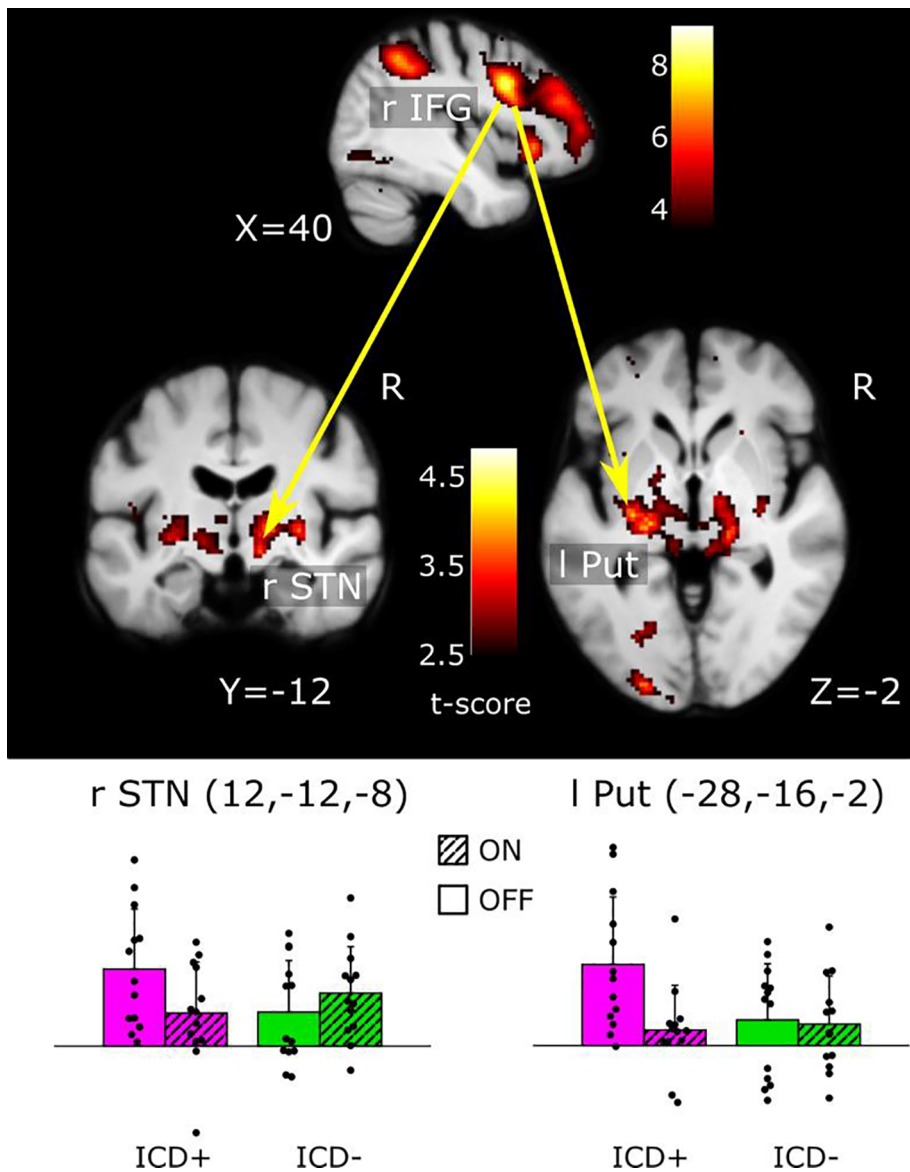 8
r IFG
6
4
X=40
R
R
4.5
3.5
l Put
r STN
2.5
Y=-12
t-score
Z=-2
r STN (12,-12,-8)
l Put (-28,-16,-2)
ON
OFF
ICD+
ICD-
ICD+
ICD-